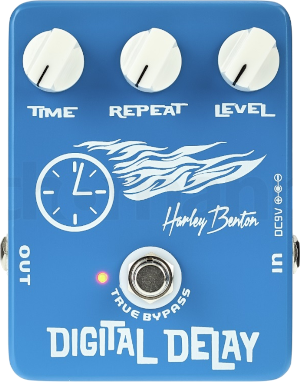 TIME REPEAT LEVEL
Harley Benton
DC9V
OUT
IN
TRUE BYPASS
DIGITAL DELAY